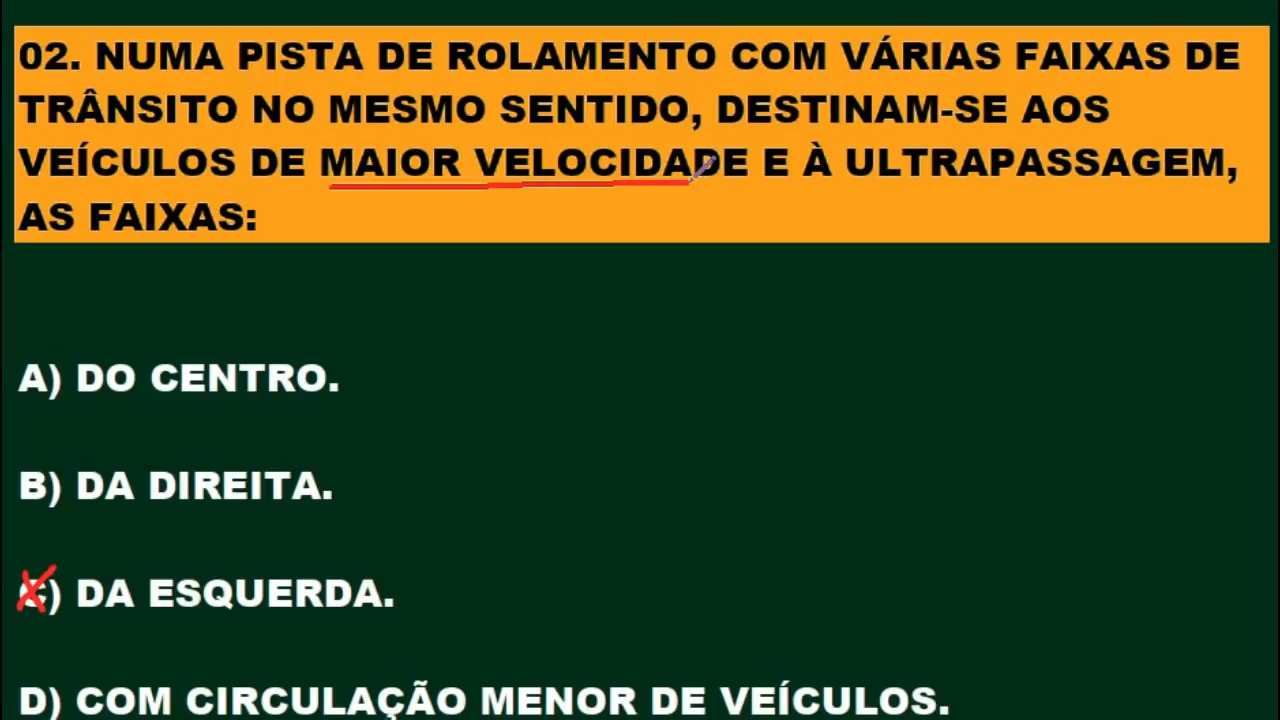 02. NUMA PISTA DE ROLAMENTO COM VÁRIAS FAIXAS DE
TRÂNSITO NO MESMO SENTIDO, DESTINAM-SE AOS
VEÍCULOS DE MAIOR VELOCIDADE E À ULTRAPASSAGEM,
AS FAIXAS:
A) DO CENTRO.
B) DA DIREITA.
C) DA ESQUERDA.
D) COM CIRCULAÇÃO MENOR DE VEÍCULOS.